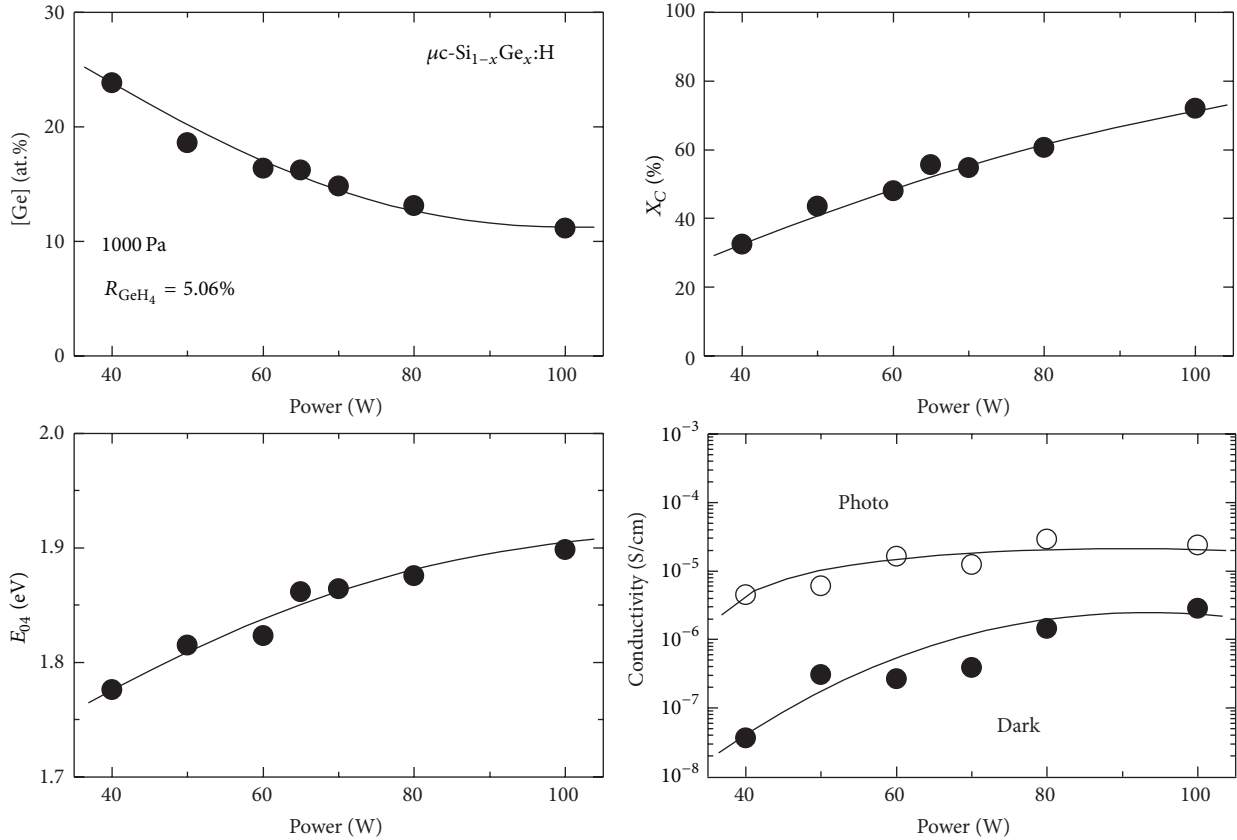 30
20
10
0
[Ge] (at.%)
μc-Si₁₋ₓGeₓ:H
1000 Pa
R_GeH₄ = 5.06%
40 60 80 100
Power (W)
100
80
60
40
20
0
X_C (%)
40 60 80 100
Power (W)
2.0
1.9
1.8
1.7
E₀₄ (eV)
40 60 80 100
Power (W)
10⁻³
10⁻⁴
10⁻⁵
10⁻⁶
10⁻⁷
10⁻⁸
Conductivity (S/cm)
Photo
Dark
40 60 80 100
Power (W)